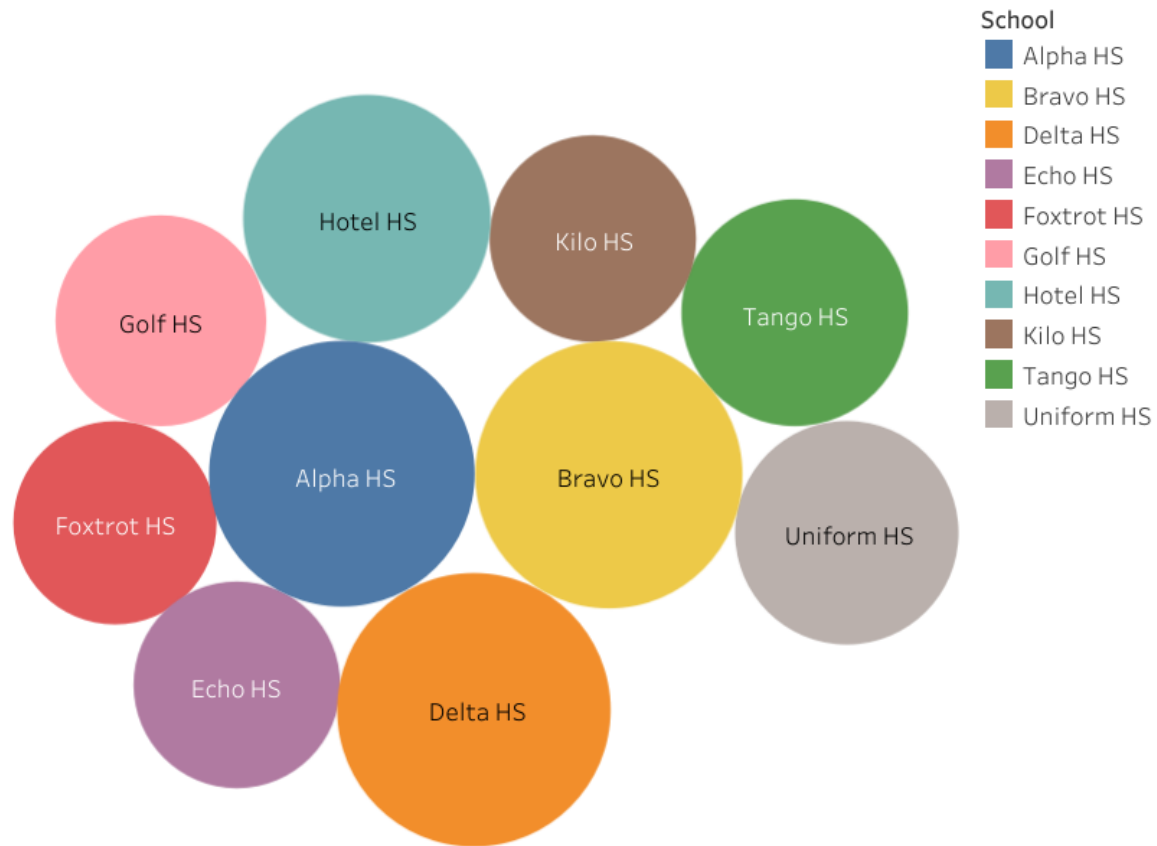 School
Alpha HS
Bravo HS
Delta HS
Echo HS
Foxtrot HS
Golf HS
Hotel HS
Kilo HS
Tango HS
Uniform HS
Hotel HS
Kilo HS
Tango HS
Golf HS
Alpha HS
Bravo HS
Foxtrot HS
Uniform HS
Echo HS
Delta HS